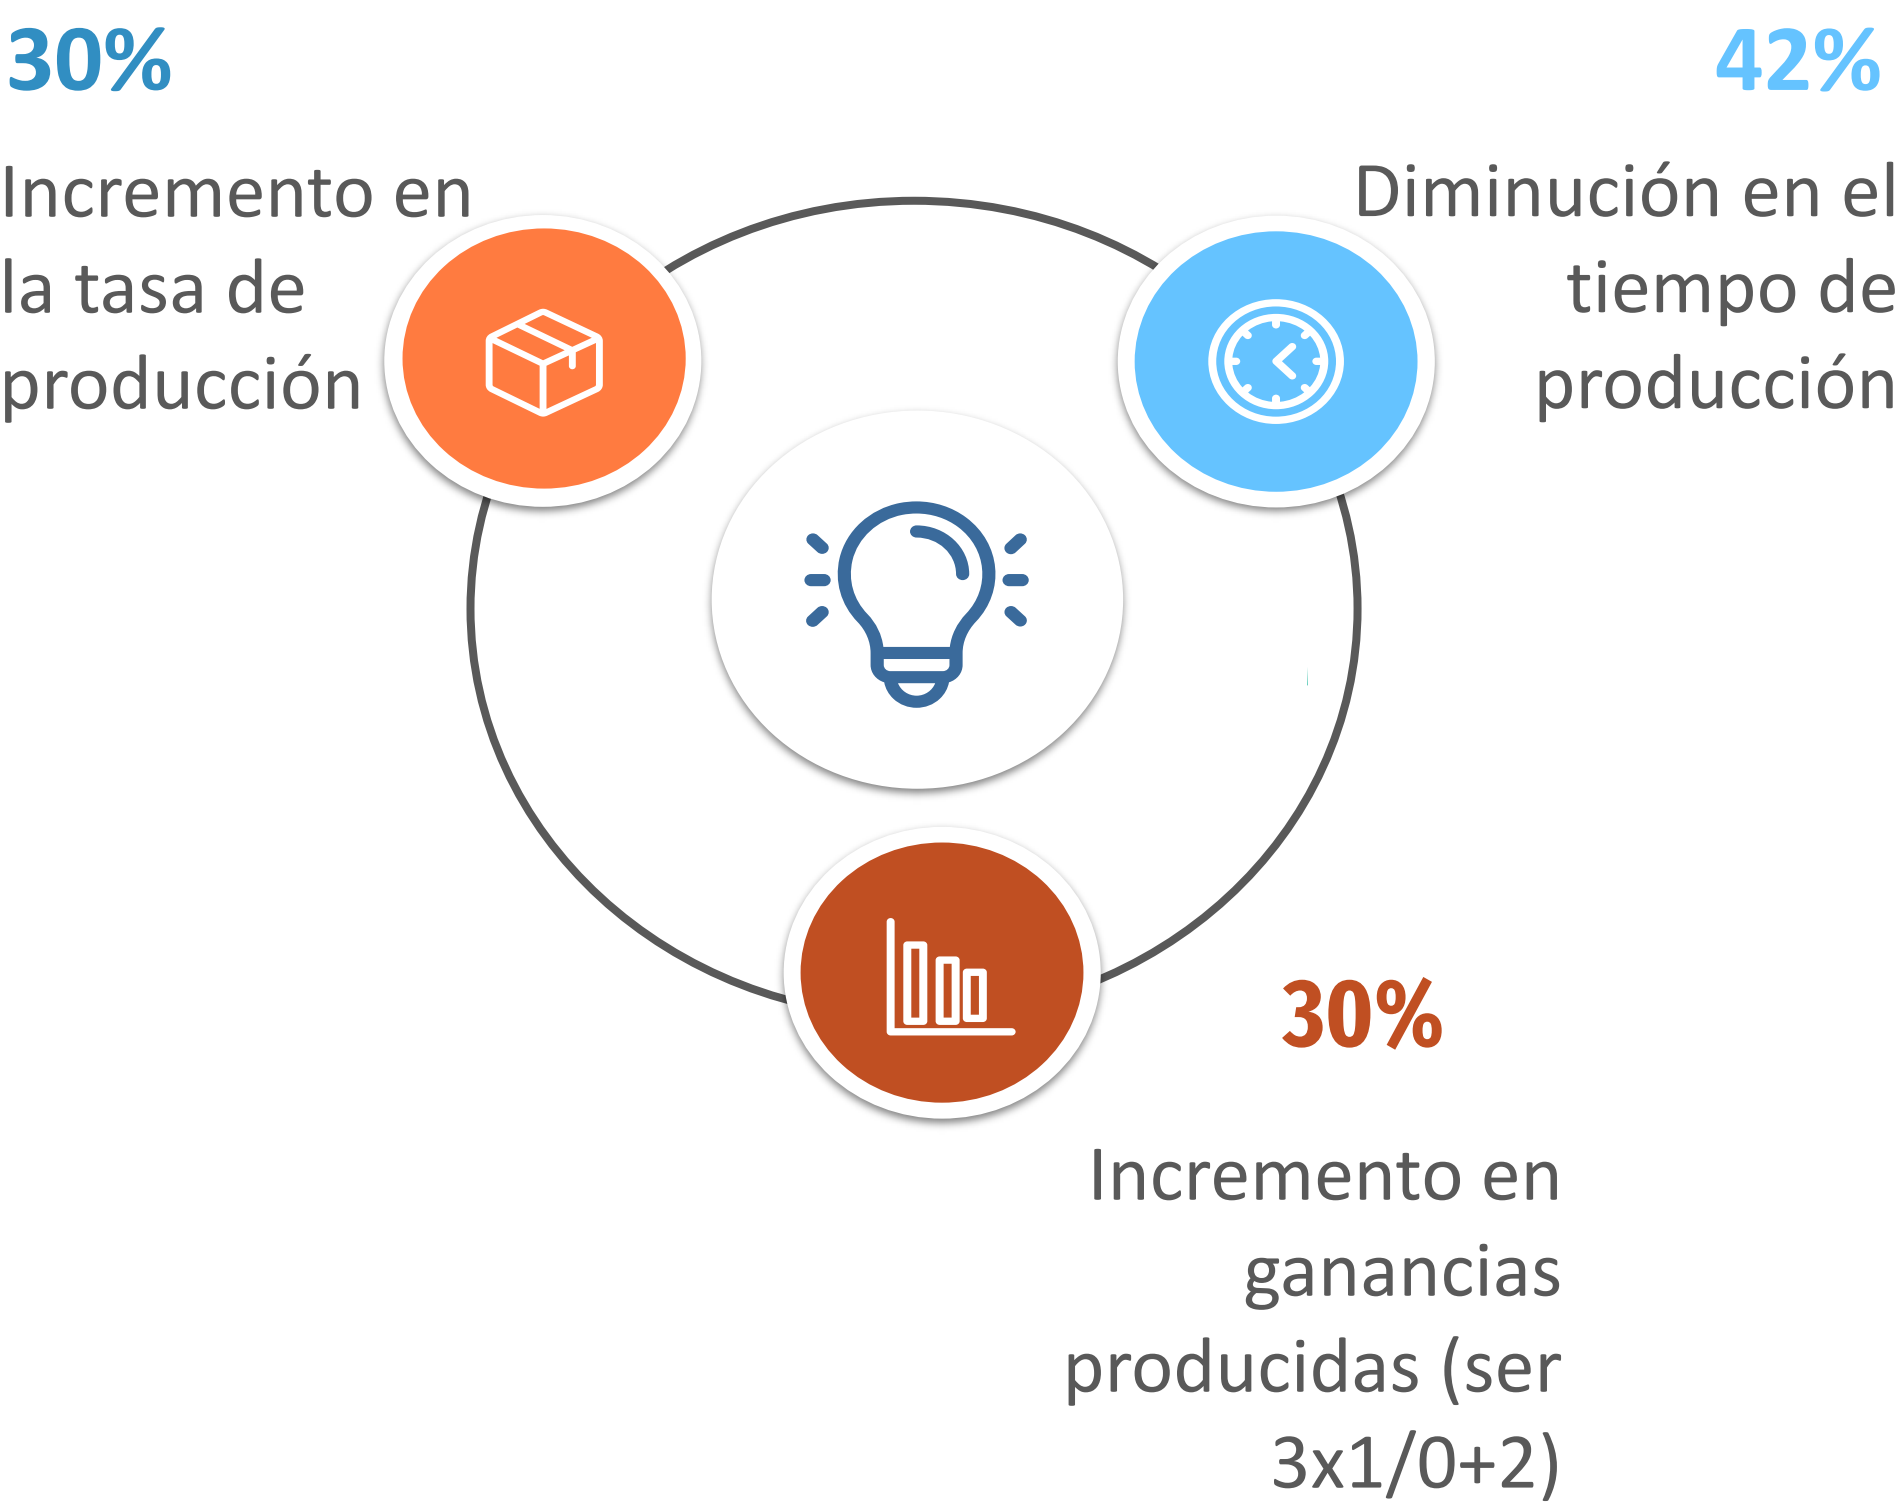 30%
Incremento en
la tasa de
producción
42%
Diminución en el
tiempo de
producción
30%
Incremento en
ganancias
producidas (ser
3x1/0+2)